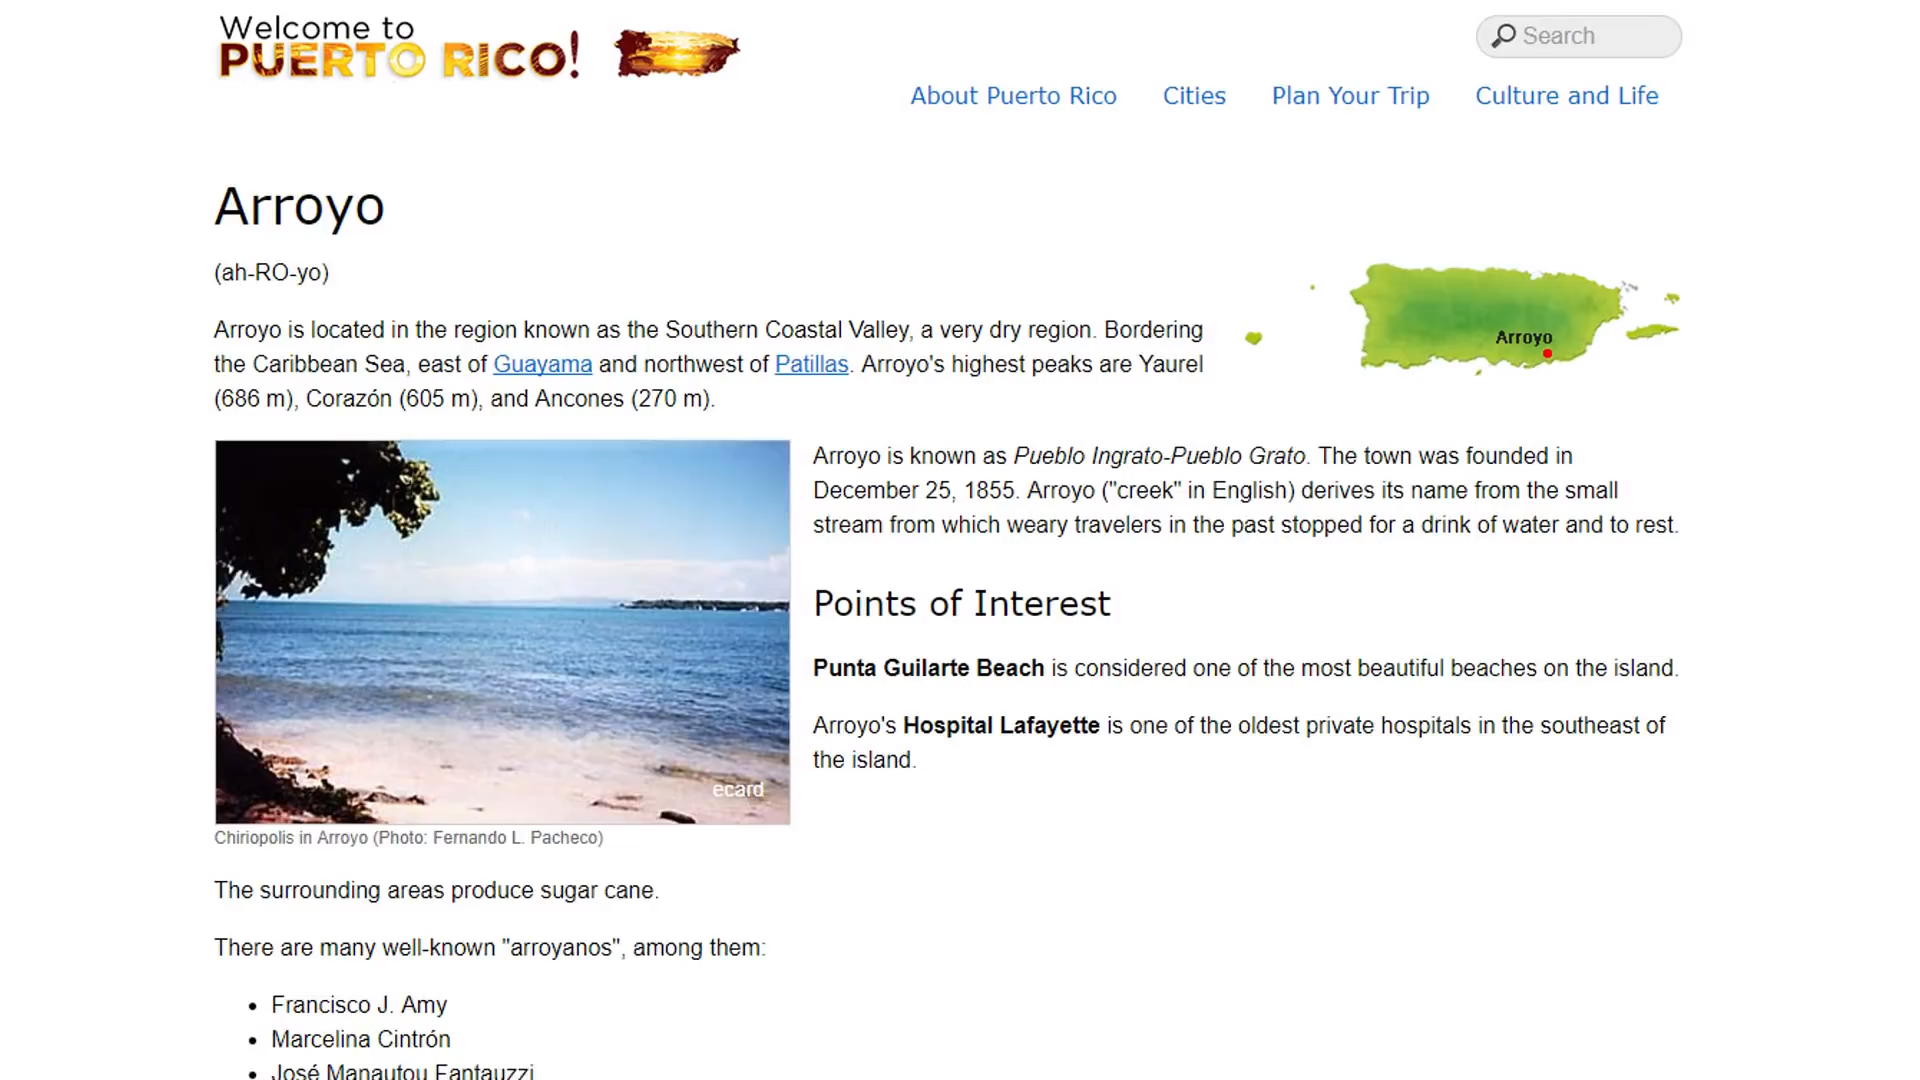 Welcome to
PUERTO RICO!
Search
About Puerto Rico Cities Plan Your Trip Culture and Life
Arroyo
(ah-RO-yo)
Arroyo is located in the region known as the Southern Coastal Valley, a very dry region. Bordering
the Caribbean Sea, east of Guayama and northwest of Patillas. Arroyo's highest peaks are Yaurel
(686 m), Corazón (605 m), and Ancones (270 m).
Arroyo
Arroyo is known as Pueblo Ingrato-Pueblo Grato. The town was founded in
December 25, 1855. Arroyo ("creek" in English) derives its name from the small
stream from which weary travelers in the past stopped for a drink of water and to rest.
Points of Interest
Punta Guilarte Beach is considered one of the most beautiful beaches on the island.
Arroyo's Hospital Lafayette is one of the oldest private hospitals in the southeast of
the island.
ecard
Chiriopolis in Arroyo (Photo: Fernando L. Pacheco)
The surrounding areas produce sugar cane.
There are many well-known "arroyanos", among them:
• Francisco J. Amy
• Marcelina Cintrón
• José Manautou Fantauzzi